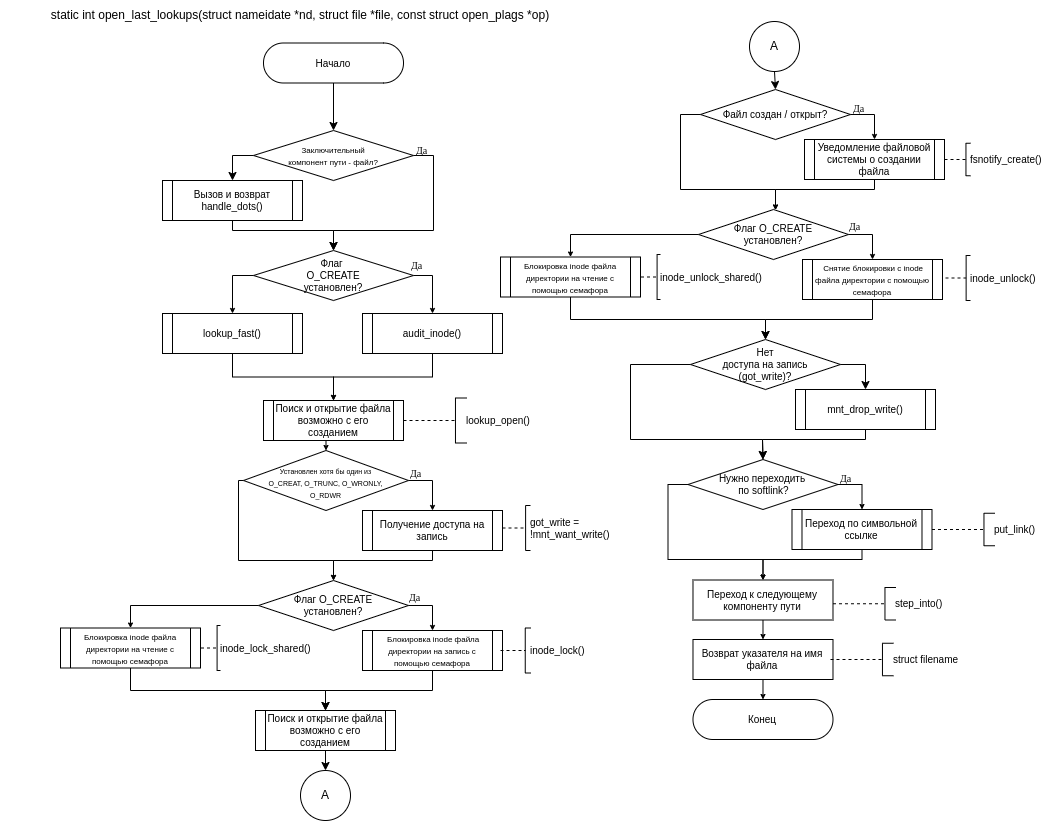 static int open_last_lookups(struct nameidate *nd, struct file *file, const struct open_plags *op)
Начало
Заключительный
компонент пути - файл?
Да
Вызов и возврат
handle_dots()
Флаг
O_CREATE
установлен?
Да
lookup_fast()
audit_inode()
Поиск и открытие файла
возможно с его
созданием
lookup_open()
Установлен хотя бы один из
O_CREAT, O_TRUNC, O_WRONLY,
O_RDWR
Да
Получение доступа на
запись
got_write =
!mnt_want_write()
Флаг O_CREATE
установлен?
Да
Блокировка inode файла
директории на чтение с
помощью семафора
inode_lock_shared()
Блокировка inode файла
директории на запись с
помощью семафора
inode_lock()
Поиск и открытие файла
возможно с его
созданием
A
A
Файл создан / открыт?
Да
Уведомление файловой
системы о создании
файла
fsnotify_create()
Флаг O_CREATE
установлен?
Да
Блокировка inode файла
директории на чтение с
помощью семафора
inode_unlock_shared()
Снятие блокировки с inode
файла директории с помощью
семафора
inode_unlock()
Нет
доступа на запись
(got_write)?
mnt_drop_write()
Нужно переходить
по softlink?
Да
Переход по символьной
ссылке
put_link()
Переход к следующему
компоненту пути
step_into()
Возврат указателя на имя
файла
struct filename
Конец